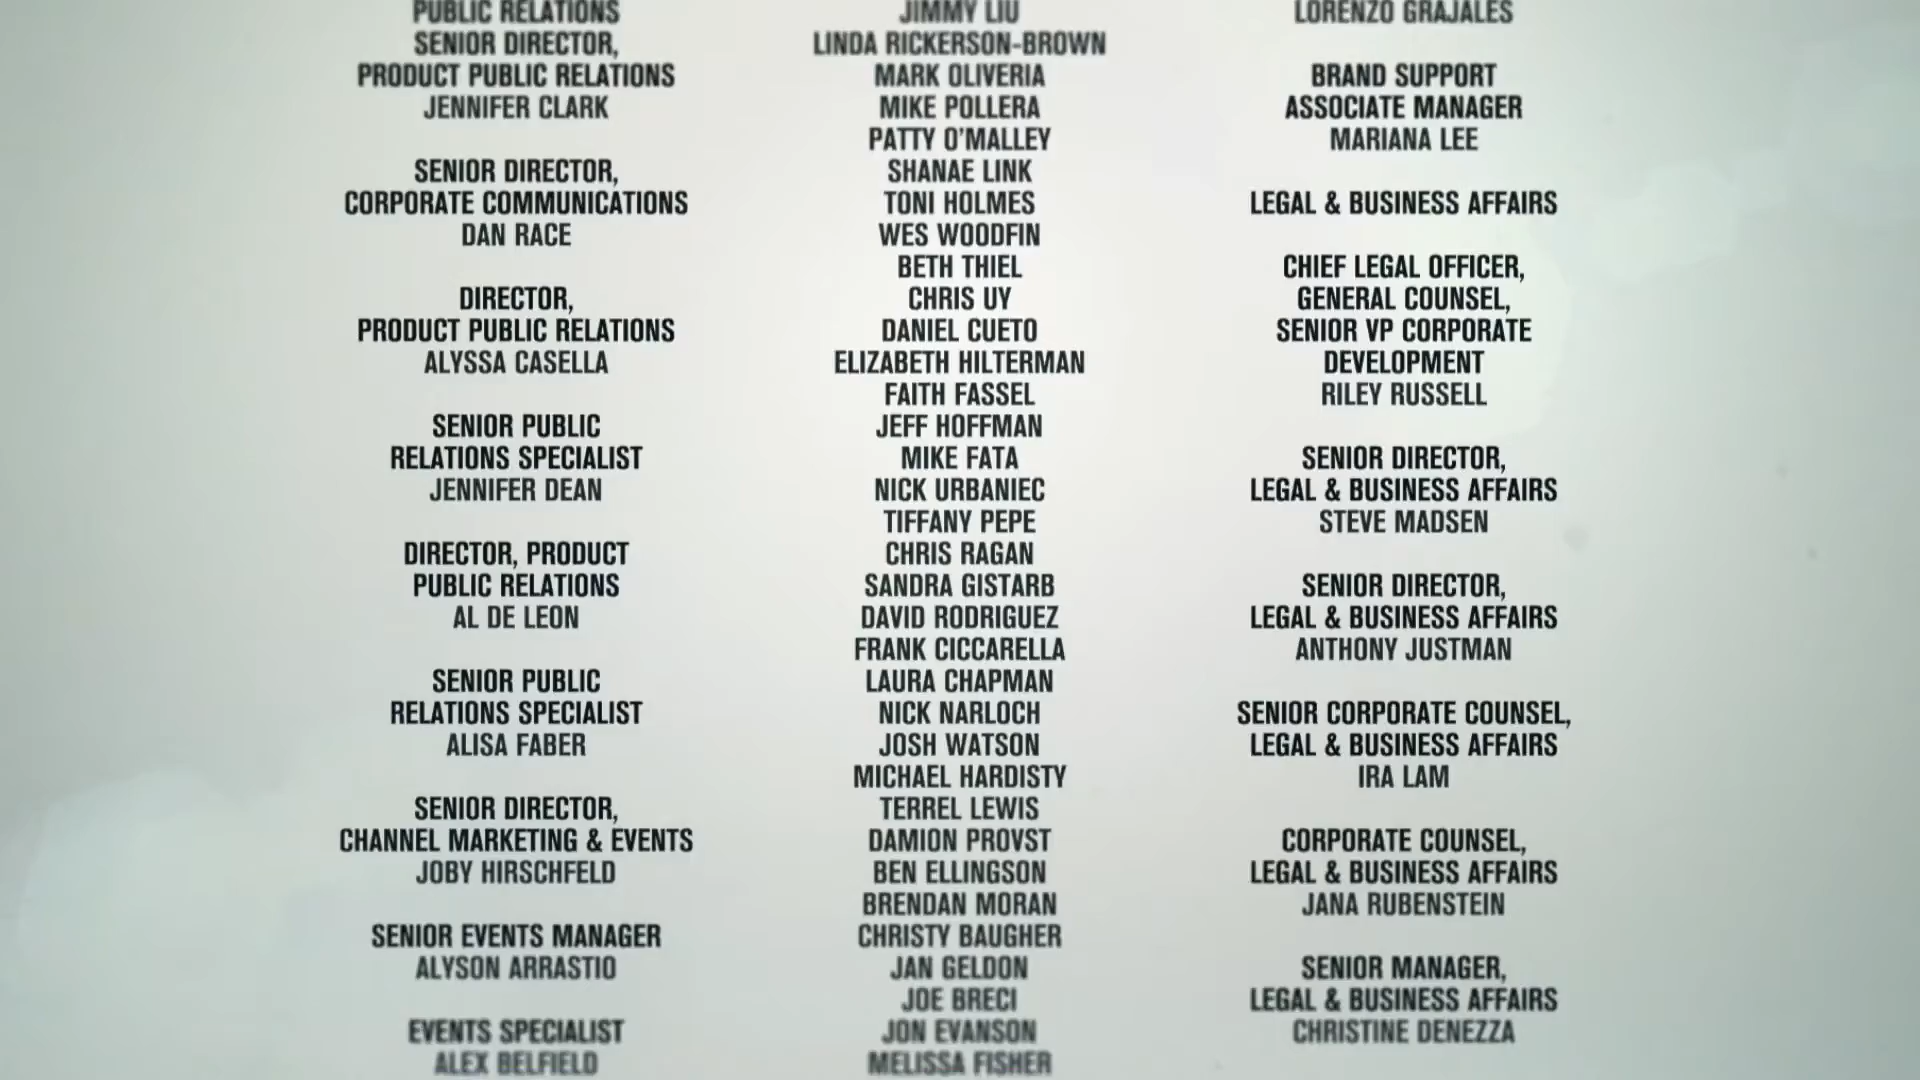 PUBLIC RELATIONS
SENIOR DIRECTOR,
PRODUCT PUBLIC RELATIONS
JENNIFER CLARK
SENIOR DIRECTOR,
CORPORATE COMMUNICATIONS
DAN RACE
DIRECTOR,
PRODUCT PUBLIC RELATIONS
ALYSSA CASELLA
SENIOR PUBLIC
RELATIONS SPECIALIST
JENNIFER DEAN
DIRECTOR, PRODUCT
PUBLIC RELATIONS
AL DE LEON
SENIOR PUBLIC
RELATIONS SPECIALIST
ALISA FABER
SENIOR DIRECTOR,
CHANNEL MARKETING & EVENTS
JOBY HIRSCHFELD
SENIOR EVENTS MANAGER
ALYSON ARRASTIO
EVENTS SPECIALIST
ALEX BELFIELD
JIMMY LIU
LINDA RICKERSON-BROWN
MARK OLIVERIA
MIKE POLLERA
PATTY O'MALLEY
SHANAE LINK
TONI HOLMES
WES WOODFIN
BETH THIEL
CHRIS UY
DANIEL CUETO
ELIZABETH HILTERMAN
FAITH FASSEL
JEFF HOFFMAN
MIKE FATA
NICK URBANIEC
TIFFANY PEPE
CHRIS RAGAN
SANDRA GISTARB
DAVID RODRIGUEZ
FRANK CICCARELLA
LAURA CHAPMAN
NICK NARLOCH
JOSH WATSON
MICHAEL HARDISTY
TERREL LEWIS
DAMION PROVST
BEN ELLINGSON
BRENDAN MORAN
CHRISTY BAUGHER
JAN GELDON
JOE BRECI
JON EVANSON
MELISSA FISHER
LORENZO GRAJALES
BRAND SUPPORT
ASSOCIATE MANAGER
MARIANA LEE
LEGAL & BUSINESS AFFAIRS
CHIEF LEGAL OFFICER,
GENERAL COUNSEL,
SENIOR VP CORPORATE
DEVELOPMENT
RILEY RUSSELL
SENIOR DIRECTOR,
LEGAL & BUSINESS AFFAIRS
STEVE MADSEN
SENIOR DIRECTOR,
LEGAL & BUSINESS AFFAIRS
ANTHONY JUSTMAN
SENIOR CORPORATE COUNSEL,
LEGAL & BUSINESS AFFAIRS
IRA LAM
CORPORATE COUNSEL,
LEGAL & BUSINESS AFFAIRS
JANA RUBENSTEIN
SENIOR MANAGER,
LEGAL & BUSINESS AFFAIRS
CHRISTINE DENEZZA